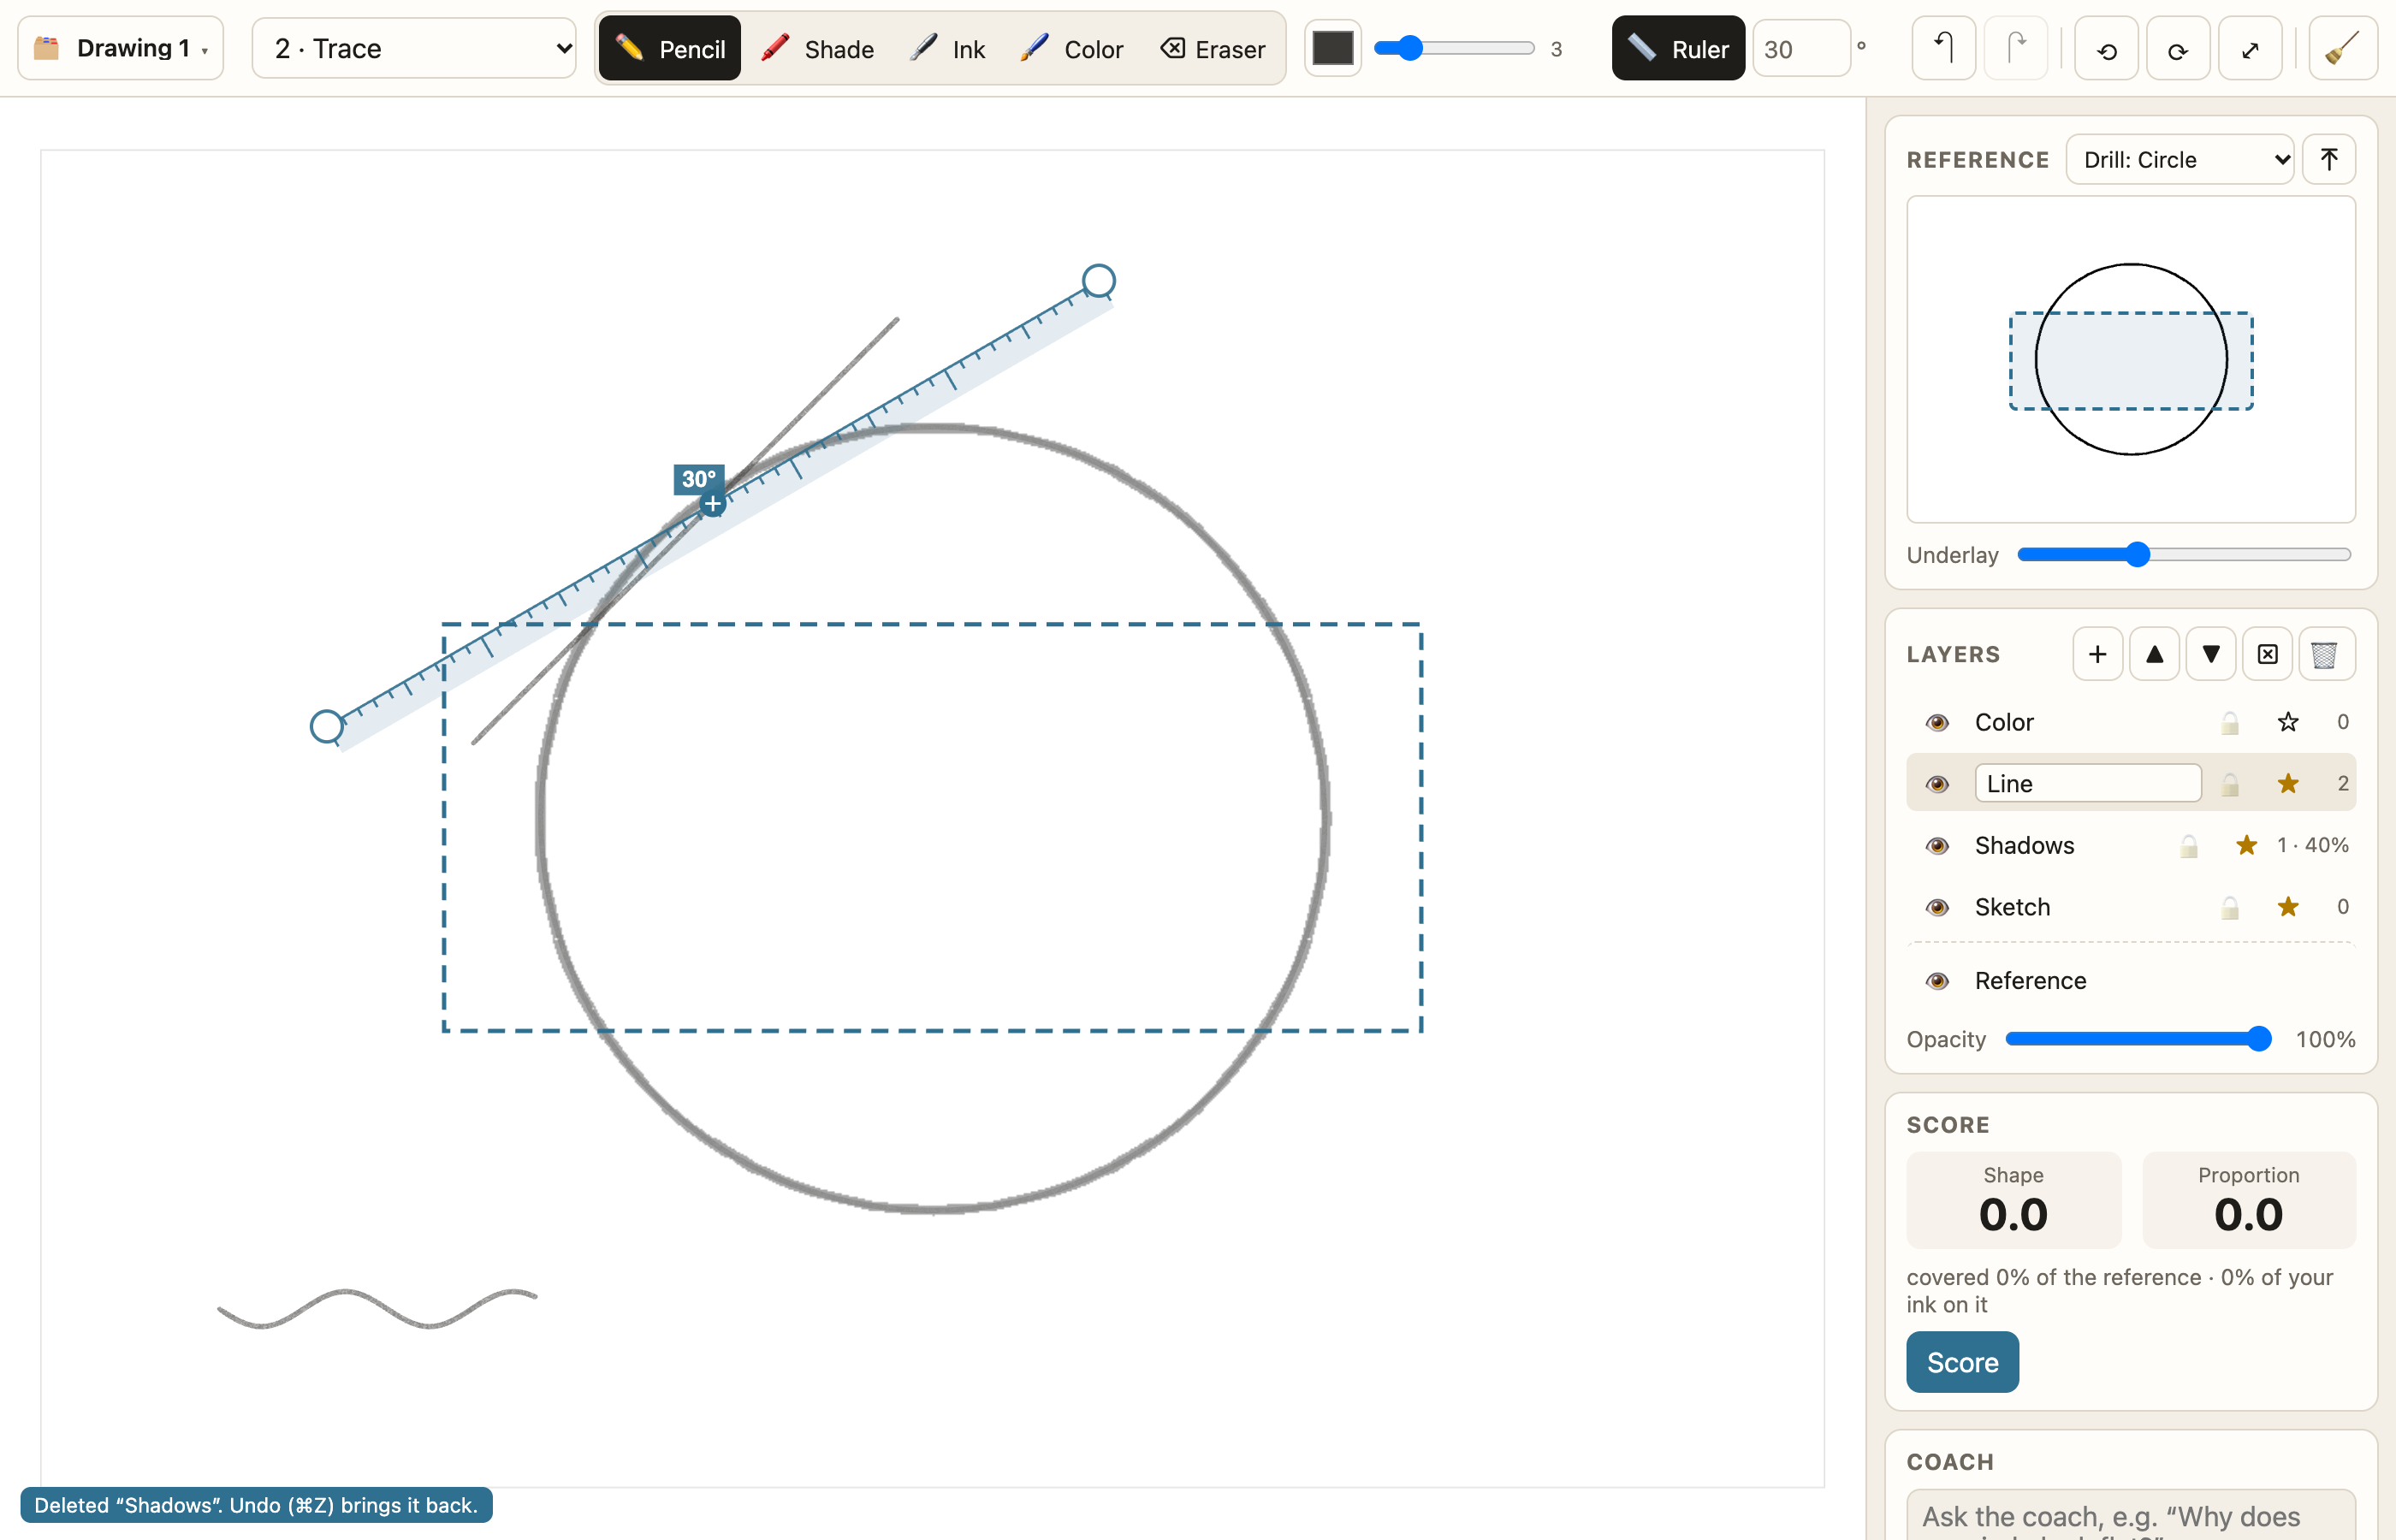 Drawing 1
2 · Trace
Pencil
Shade
Ink
Color
Eraser
3
Ruler
30
°
REFERENCE
Drill: Circle
30°
Underlay
LAYERS
Color 0
Line 2
Shadows 1 · 40%
Sketch 0
Reference
Opacity 100%
SCORE
Shape Proportion
0.0 0.0
covered 0% of the reference · 0% of your
ink on it
Score
COACH
Ask the coach, e.g. “Why does
Deleted “Shadows”. Undo (⌘Z) brings it back.